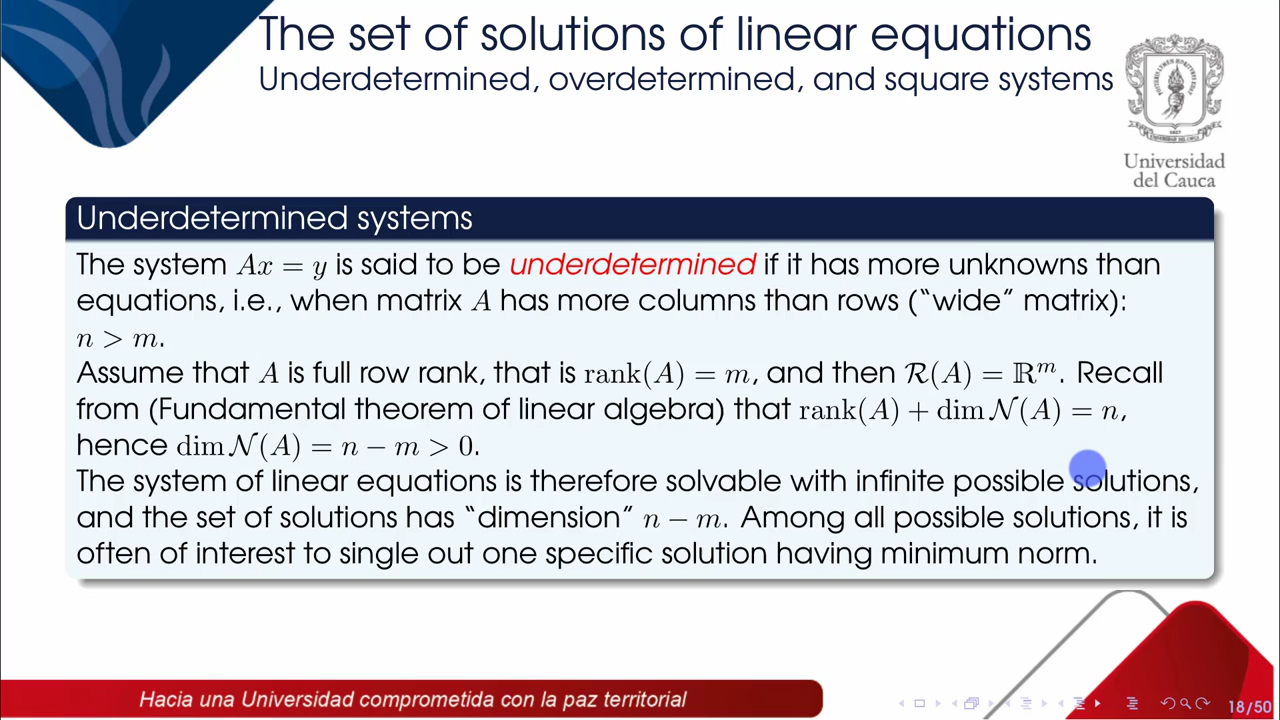 The set of solutions of linear equations
Underdetermined, overdetermined, and square systems
Universidad
del Cauca
Underdetermined systems
The system Ax = y is said to be underdetermined if it has more unknowns than
equations, i.e., when matrix A has more columns than rows (“wide” matrix):
n > m.
Assume that A is full row rank, that is rank(A) = m, and then R(A) = ℝᵐ. Recall
from (Fundamental theorem of linear algebra) that rank(A) + dim N(A) = n,
hence dim N(A) = n − m > 0.
The system of linear equations is therefore solvable with infinite possible solutions,
and the set of solutions has “dimension” n − m. Among all possible solutions, it is
often of interest to single out one specific solution having minimum norm.
Hacia una Universidad comprometida con la paz territorial
18/50